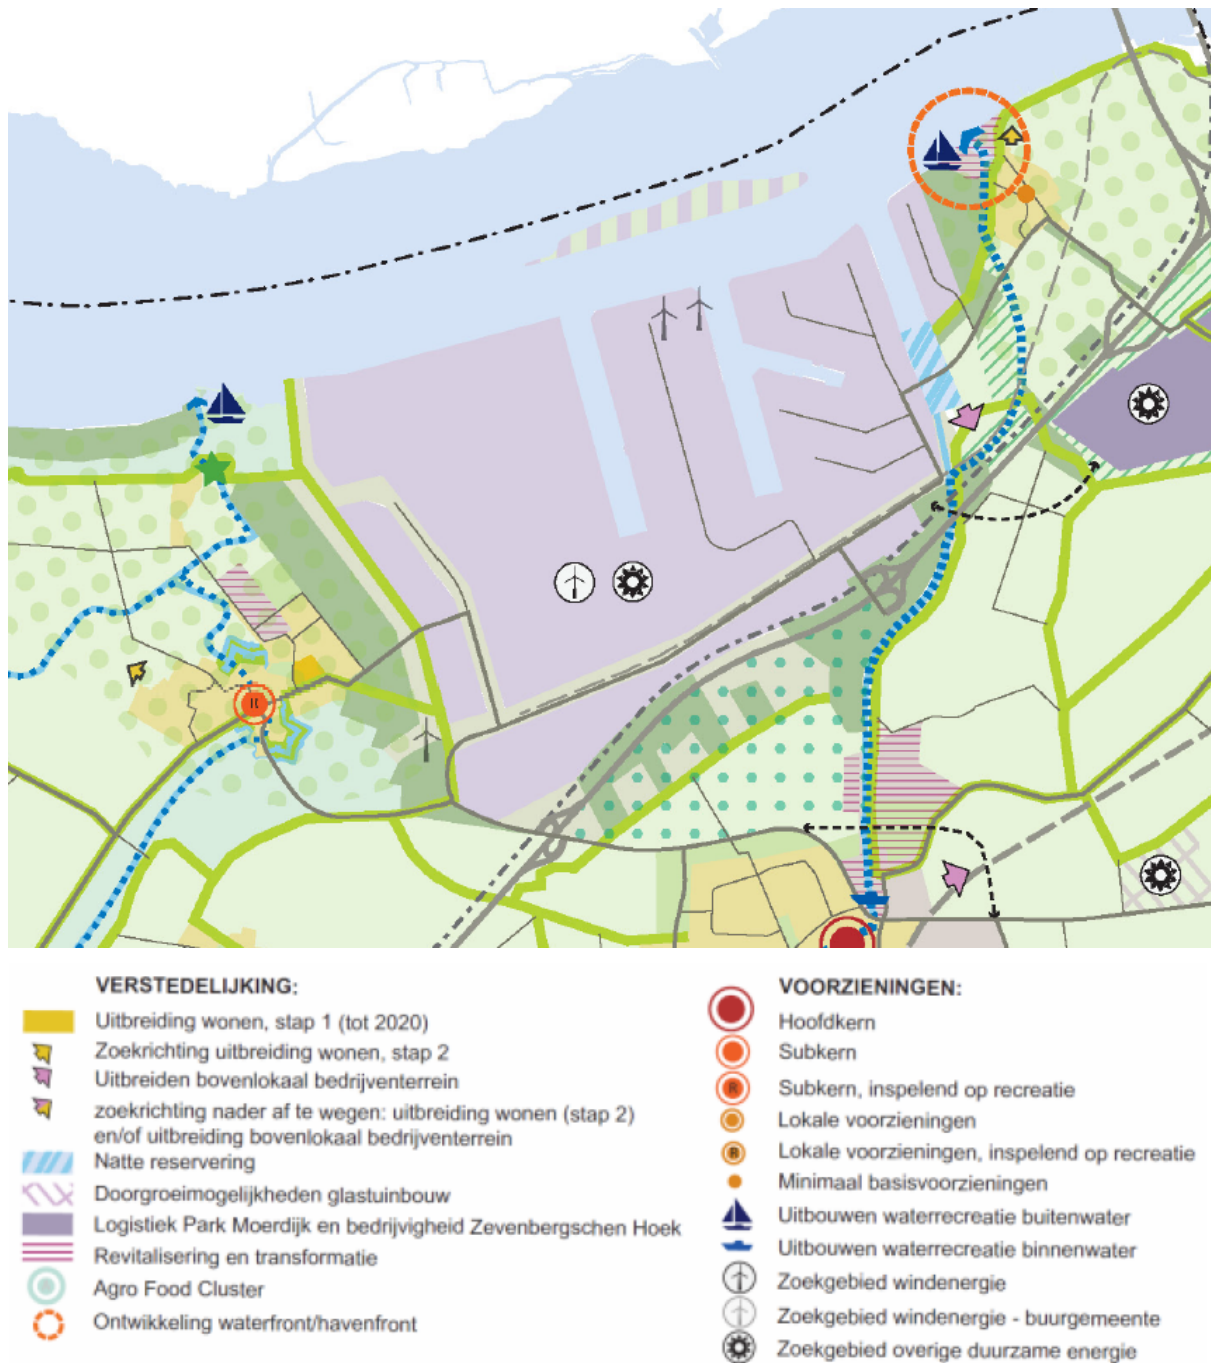 VERSTEDELIJKING:
Uitbreiding wonen, stap 1 (tot 2020)
Zoekrichting uitbreiding wonen, stap 2
Uitbreiden bovenlokaal bedrijventerrein
zoekrichting nader af te wegen: uitbreiding wonen (stap 2)
en/of uitbreiding bovenlokaal bedrijventerrein
Natte reservering
Doorgroeimogelijkheden glastuinbouw
Logistiek Park Moerdijk en bedrijvigheid Zevenbergschen Hoek
Revitalisering en transformatie
Agro Food Cluster
Ontwikkeling waterfront/havenfront
VOORZIENINGEN:
Hoofdkern
Subkern
R Subkern, inspelend op recreatie
Lokale voorzieningen
R Lokale voorzieningen, inspelend op recreatie
Minimaal basisvoorzieningen
Uitbouwen waterrecreatie buitenwater
Uitbouwen waterrecreatie binnenwater
Zoekgebied windenergie
Zoekgebied windenergie - buurgemeente
Zoekgebied overige duurzame energie